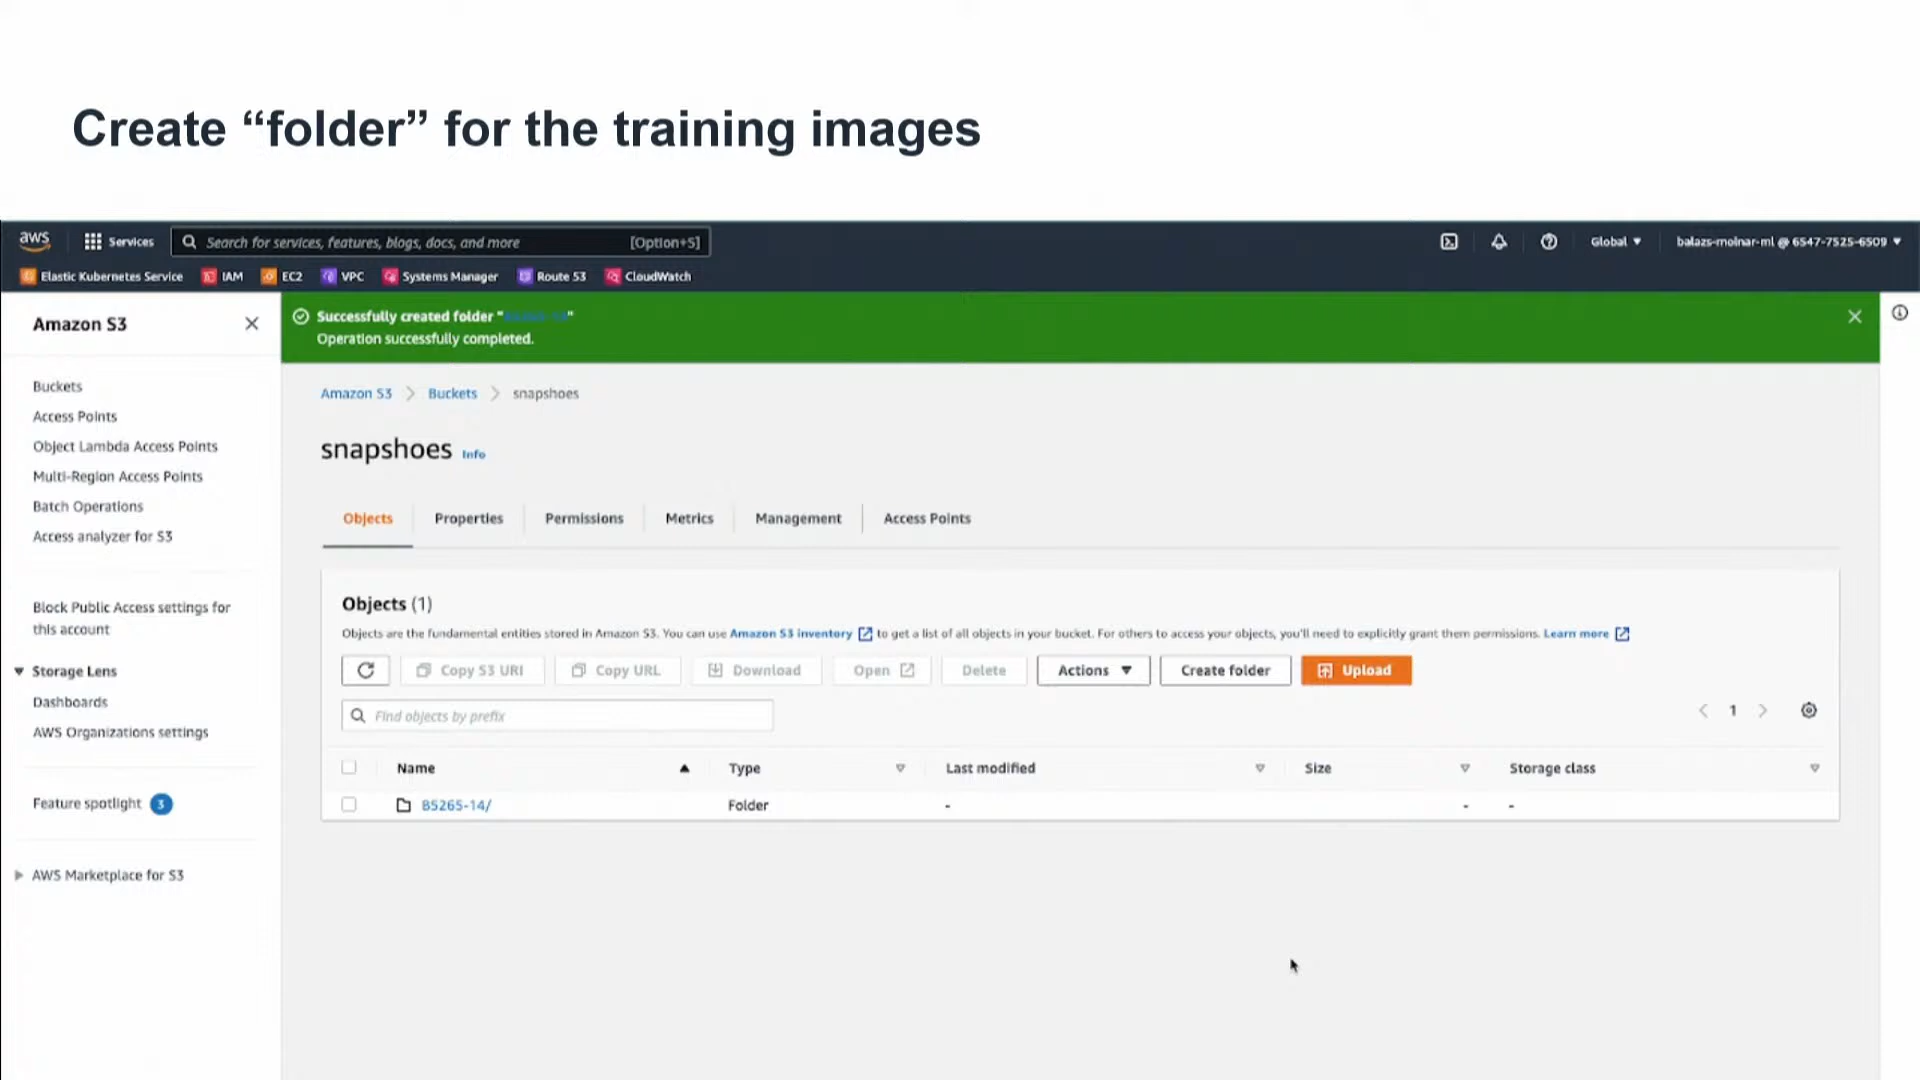 Create “folder” for the training images
aws
Services
Search for services, features, blogs, docs, and more
[Option+S]
Global
balazs-molnar-ml @ 6547-7525-6509
Elastic Kubernetes Service
IAM
EC2
VPC
Systems Manager
Route 53
CloudWatch
Amazon S3
Buckets
Access Points
Object Lambda Access Points
Multi-Region Access Points
Batch Operations
Access analyzer for S3
Block Public Access settings for
this account
Storage Lens
Dashboards
AWS Organizations settings
Feature spotlight 3
AWS Marketplace for S3
Successfully created folder "
Operation successfully completed.
Amazon S3 > Buckets > snapshoes
snapshoes Info
Objects
Properties
Permissions
Metrics
Management
Access Points
Objects (1)
Objects are the fundamental entities stored in Amazon S3. You can use Amazon S3 inventory to get a list of all objects in your bucket. For others to access your objects, you'll need to explicitly grant them permissions. Learn more
Copy S3 URI
Copy URL
Download
Open
Delete
Actions
Create folder
Upload
Find objects by prefix
1
Name
Type
Last modified
Size
Storage class
B5265-14/
Folder
-
-
-